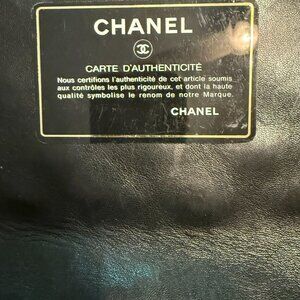 CHANEL
CARTE D'AUTHENTICITÉ
Nous certifions l'authenticité de cet article soumis
aux contrôles les plus rigoureux, et dont la haute
qualité symbolise le renom de notre Marque.
CHANEL